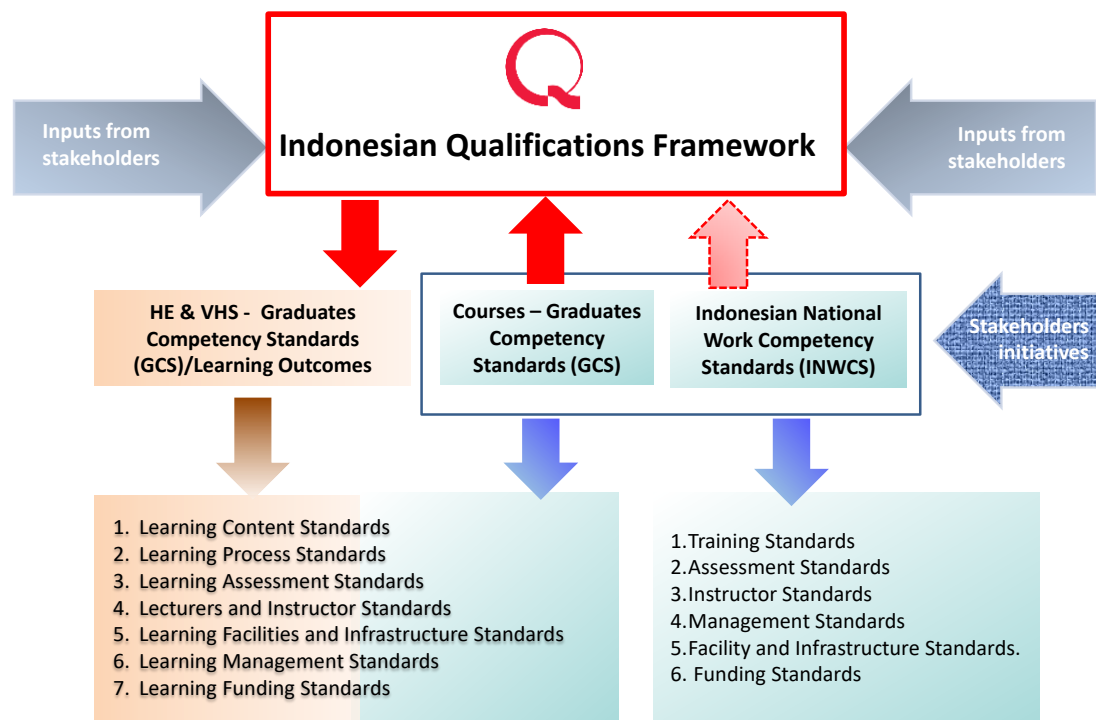 Q
Inputs from
stakeholders
Indonesian Qualifications Framework
Inputs from
stakeholders
HE & VHS - Graduates
Competency Standards
(GCS)/Learning Outcomes
Courses – Graduates
Competency
Standards (GCS)
Indonesian National
Work Competency
Standards (INWCS)
Stakeholders
initiatives
1. Learning Content Standards
2. Learning Process Standards
3. Learning Assessment Standards
4. Lecturers and Instructor Standards
5. Learning Facilities and Infrastructure Standards
6. Learning Management Standards
7. Learning Funding Standards
1.Training Standards
2.Assessment Standards
3.Instructor Standards
4.Management Standards
5.Facility and Infrastructure Standards.
6. Funding Standards